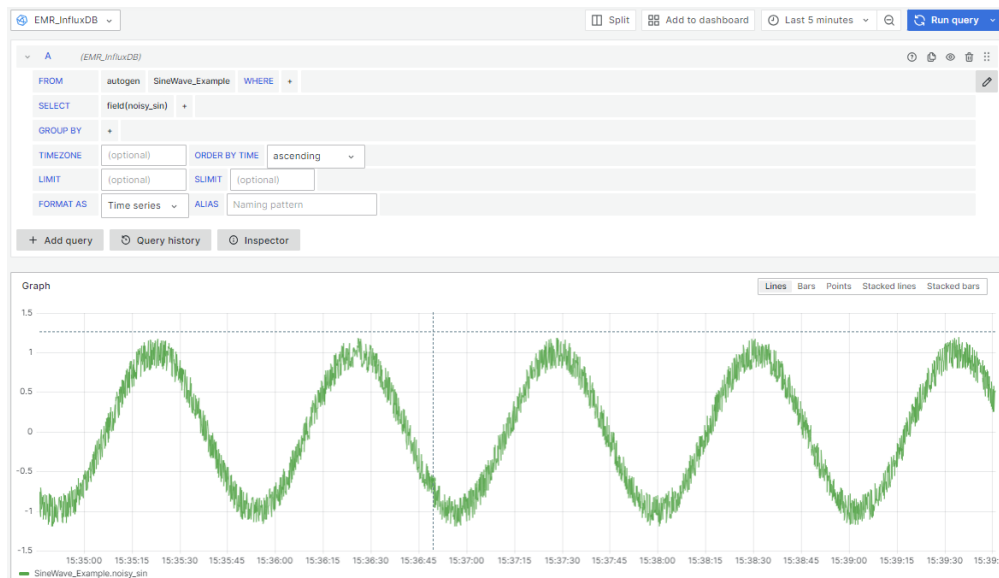 EMR_InfluxDB Split Add to dashboard Last 5 minutes Run query
A (EMR_InfluxDB)
FROM autogen SineWave_Example WHERE +
SELECT field(noisy_sin) +
GROUP BY +
TIMEZONE (optional) ORDER BY TIME ascending
LIMIT (optional) SLIMIT (optional)
FORMAT AS Time series ALIAS Naming pattern
+ Add query Query history Inspector
Graph Lines Bars Points Stacked lines Stacked bars
1.5
1
0.5
0
-0.5
-1
-1.5
15:35:00 15:35:15 15:35:30 15:35:45 15:36:00 15:36:15 15:36:30 15:36:45 15:37:00 15:37:15 15:37:30 15:37:45 15:38:00 15:38:15 15:38:30 15:38:45 15:39:00 15:39:15 15:39:30 15:39:
SineWave_Example.noisy_sin